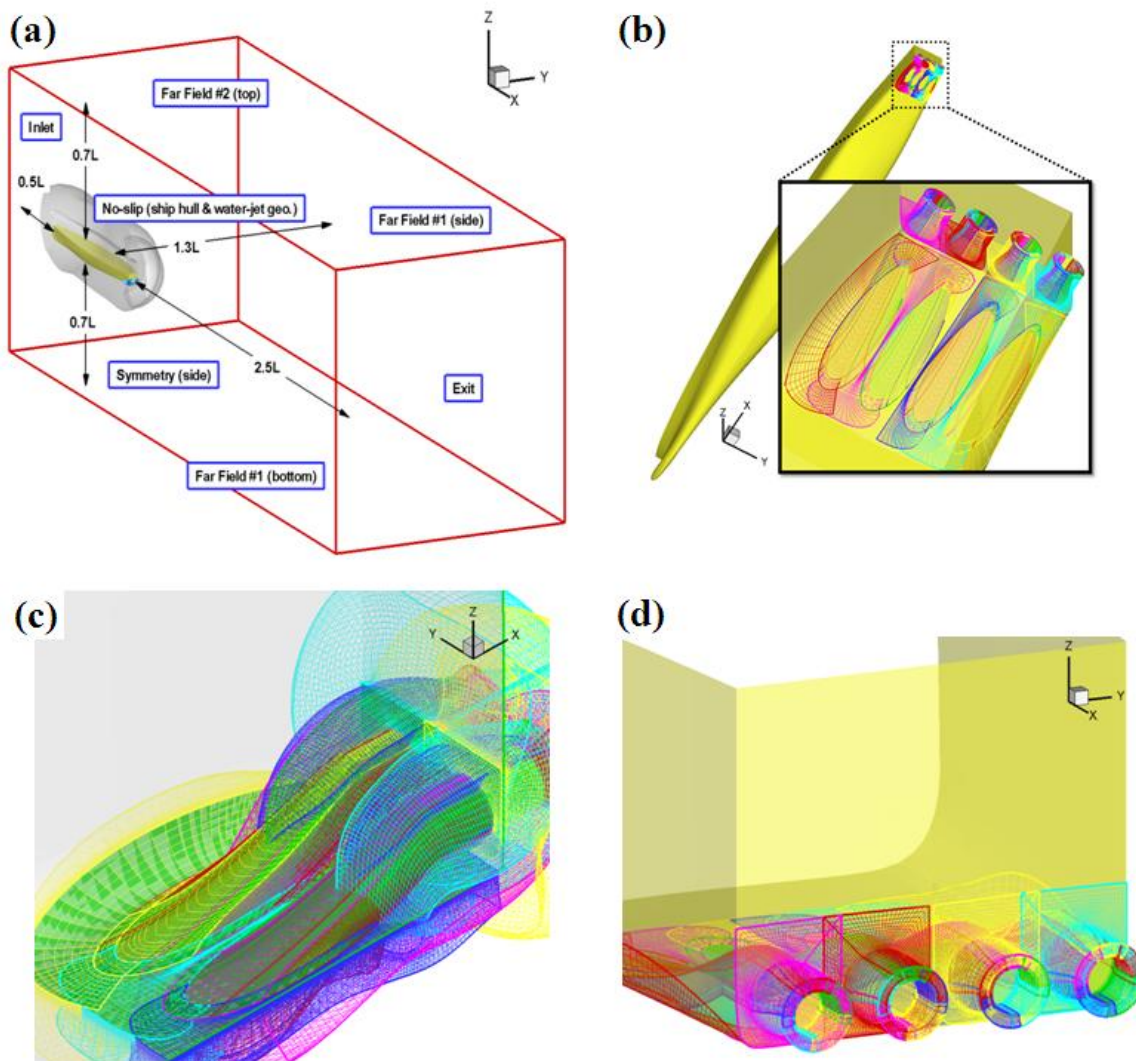 (a)
Z
Y
X
Far Field #2 (top)
Inlet
0.7L
0.5L
No-slip (ship hull & water-jet geo.)
Far Field #1 (side)
1.3L
0.7L
2.5L
Symmetry (side)
Exit
Far Field #1 (bottom)
(b)
Z
X
Y
(c)
Z
Y
X
(d)
Z
Y
X